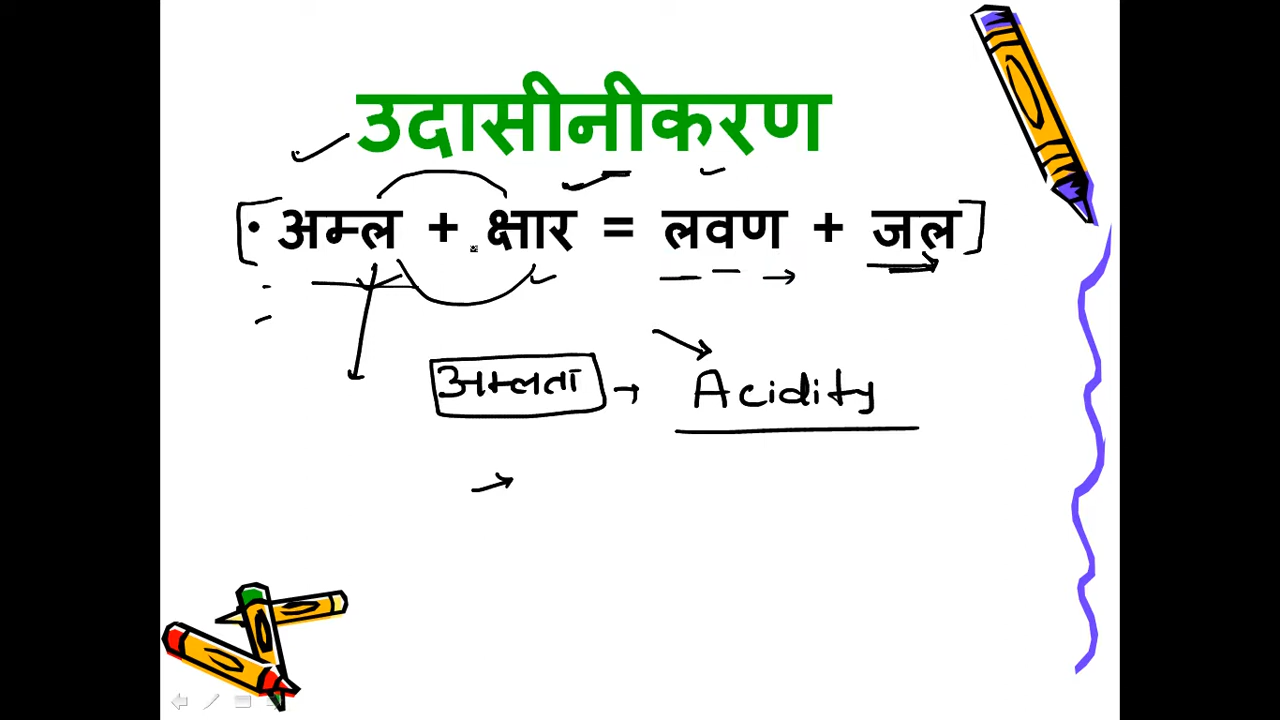 उदासीनीकरण
[• अम्ल + क्षार = लवण + जल]
अम्लता → Acidity